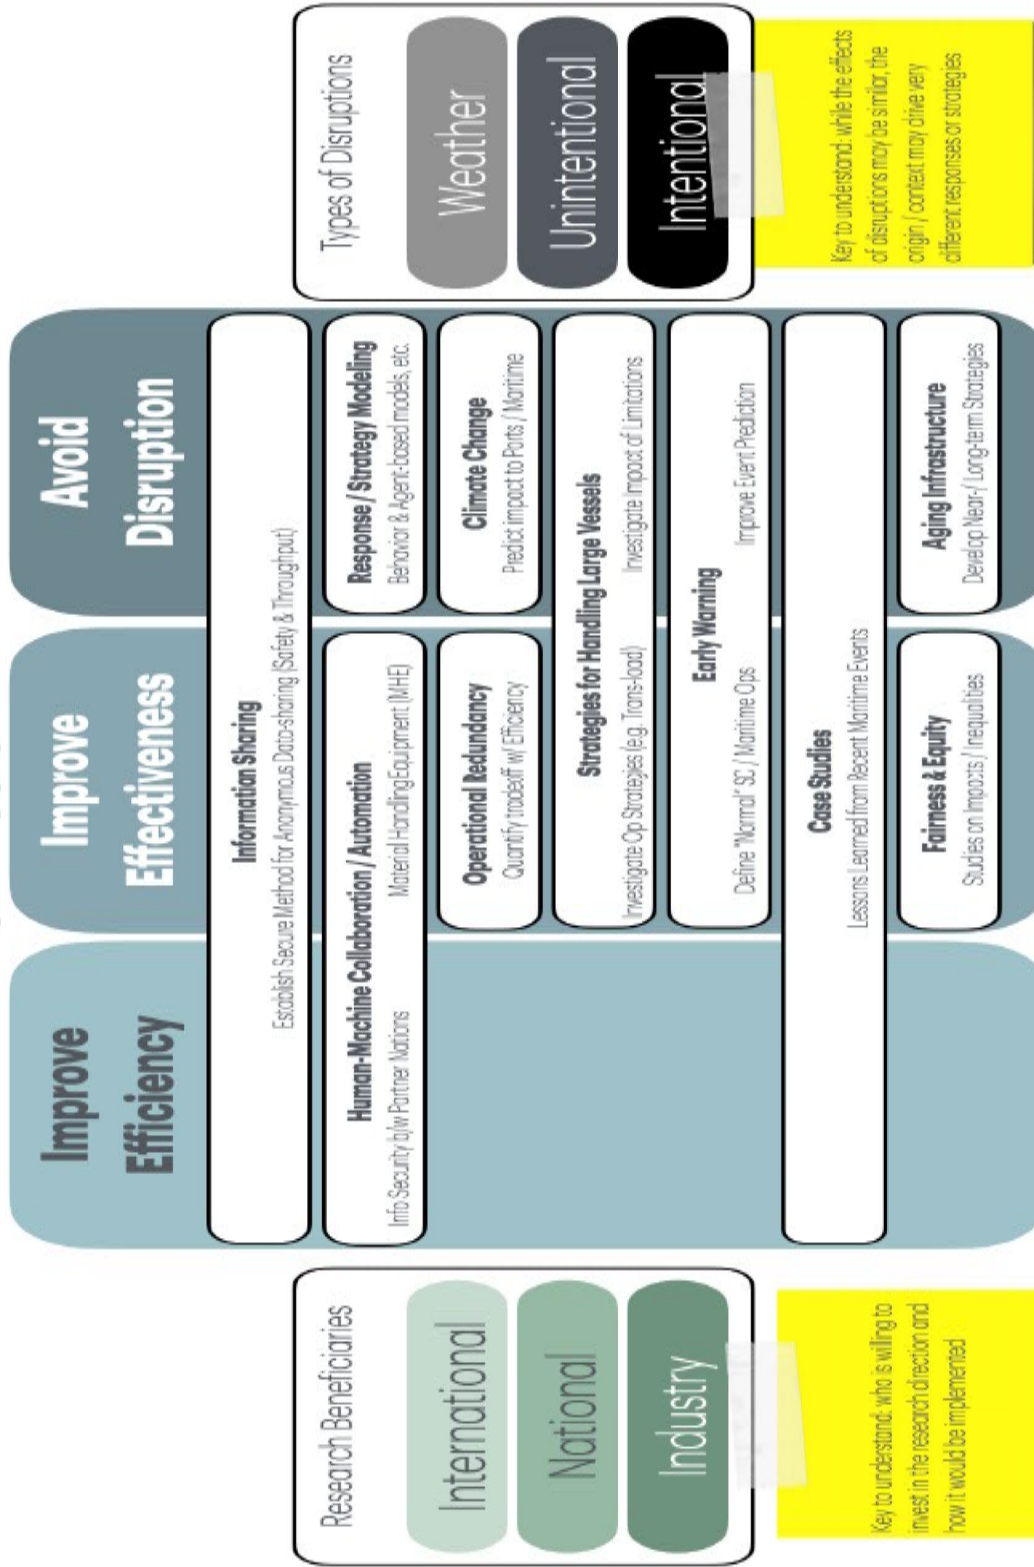 Research Beneficiaries
International
National
Industry
Key to understand: who is willing to
invest in the research direction and
how it would be implemented
Improve
Efficiency
Improve
Effectiveness
Avoid
Disruption
Information Sharing
Establish Secure Method for Anonymous Data-sharing (Safety & Throughput)
Human-Machine Collaboration / Automation
Info Security b/w Partner Nations
Material Handling Equipment (MHE)
Response / Strategy Modeling
Behavior & Agent-based models, etc.
Operational Redundancy
Quantify tradeoff w/ Efficiency
Climate Change
Predict impact to Ports / Maritime
Strategies for Handling Large Vessels
Investigate Op Strategies (e.g. Trans-load)
Investigate Impact of Limitations
Early Warning
Define "Normal" SC / Maritime Ops
Improve Event Prediction
Case Studies
Lessons Learned from Recent Maritime Events
Fairness & Equity
Studies on Impacts / Inequalities
Aging Infrastructure
Develop Near-/ Long-term Strategies
Types of Disruptions
Weather
Unintentional
Intentional
Key to understand: while the effects
of disruptions may be similar, the
origin / context may drive very
different responses or strategies